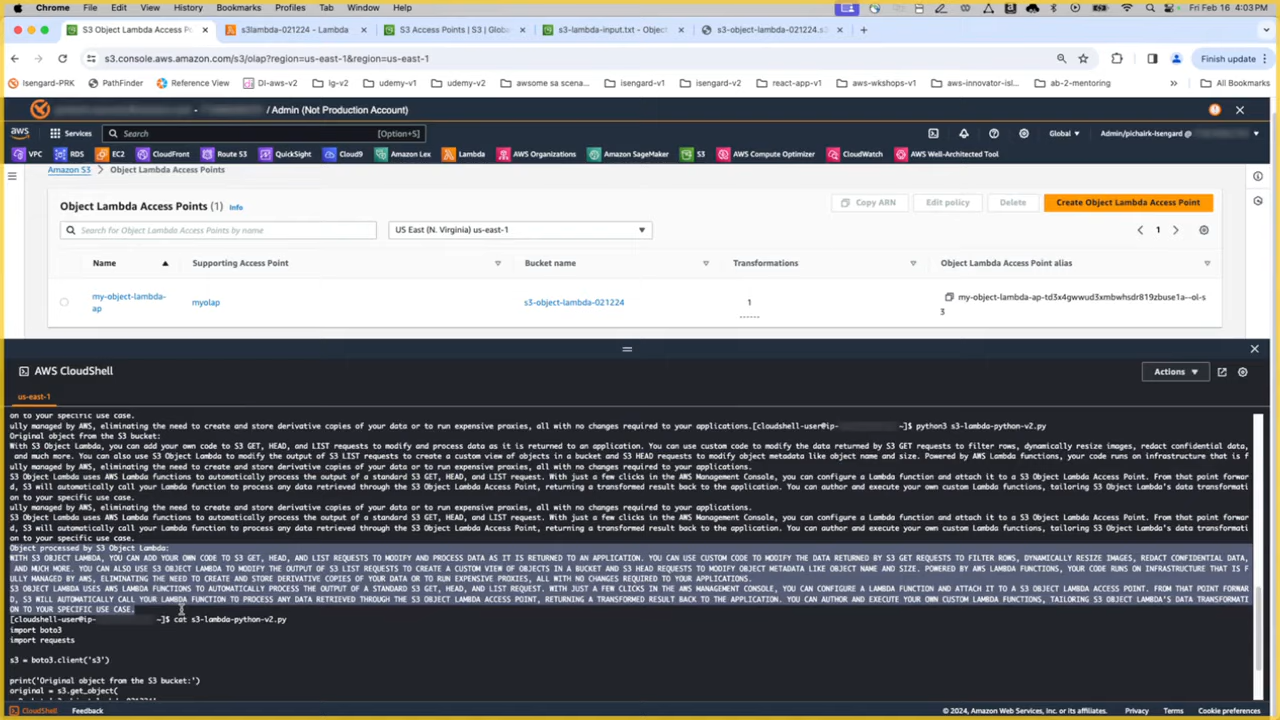 Chrome File Edit View History Bookmarks Profiles Tab Window Help Fri Feb 16 4:03 PM
S3 Object Lambda Access Po × s3lambda-021224 - Lambda × S3 Access Points | S3 | Glob × s3-lambda-input.txt - Object × s3-object-lambda-021224.s3 × +
s3.console.aws.amazon.com/s3/olap?region=us-east-1&region=us-east-1 Finish update
Isengard-PRK PathFinder Reference View DI-aws-v2 lg-v2 udemy-v1 udemy-v2 awsome sa scena... isengard-v1 isengard-v2 react-app-v1 aws-wkshops-v1 aws-innovator-isl... ab-2-mentoring » All Bookmarks
- / Admin (Not Production Account)
aws Services Search [Option+S] Global Admin/pichairk-Isengard @
VPC RDS EC2 CloudFront Route 53 QuickSight Cloud9 Amazon Lex Lambda AWS Organizations Amazon SageMaker S3 AWS Compute Optimizer CloudWatch AWS Well-Architected Tool
Amazon S3 > Object Lambda Access Points
Object Lambda Access Points (1) Info Copy ARN Edit policy Delete Create Object Lambda Access Point
Search for Object Lambda Access Points by name US East (N. Virginia) us-east-1 1
Name Supporting Access Point Bucket name Transformations Object Lambda Access Point alias
my-object-lambda-ap myolap s3-object-lambda-021224 1 my-object-lambda-ap-td3x4gwwud3xmbwhsdr819zbuse1a--ol-s3
AWS CloudShell Actions
us-east-1
on to your specific use case.
ully managed by AWS, eliminating the need to create and store derivative copies of your data or to run expensive proxies, all with no changes required to your applications.[cloudshell-user@ip- ~]$ python3 s3-lambda-python-v2.py
Original object from the S3 bucket:
With S3 Object Lambda, you can add your own code to S3 GET, HEAD, and LIST requests to modify and process data as it is returned to an application. You can use custom code to modify the data returned by S3 GET requests to filter rows, dynamically resize images, redact confidential data,
and much more. You can also use S3 Object Lambda to modify the output of S3 LIST requests to create a custom view of objects in a bucket and S3 HEAD requests to modify object metadata like object name and size. Powered by AWS Lambda functions, your code runs on infrastructure that is f
ully managed by AWS, eliminating the need to create and store derivative copies of your data or to run expensive proxies, all with no changes required to your applications.
S3 Object Lambda uses AWS Lambda functions to automatically process the output of a standard S3 GET, HEAD, and LIST request. With just a few clicks in the AWS Management Console, you can configure a Lambda function and attach it to a S3 Object Lambda Access Point. From that point forwar
d, S3 will automatically call your Lambda function to process any data retrieved through the S3 Object Lambda Access Point, returning a transformed result back to the application. You can author and execute your own custom Lambda functions, tailoring S3 Object Lambda's data transformati
on to your specific use case.
ully managed by AWS, eliminating the need to create and store derivative copies of your data or to run expensive proxies, all with no changes required to your applications.
S3 Object Lambda uses AWS Lambda functions to automatically process the output of a standard S3 GET, HEAD, and LIST request. With just a few clicks in the AWS Management Console, you can configure a Lambda function and attach it to a S3 Object Lambda Access Point. From that point forwar
d, S3 will automatically call your Lambda function to process any data retrieved through the S3 Object Lambda Access Point, returning a transformed result back to the application. You can author and execute your own custom Lambda functions, tailoring S3 Object Lambda's data transformati
on to your specific use case.
Object processed by S3 Object Lambda:
WITH S3 OBJECT LAMBDA, YOU CAN ADD YOUR OWN CODE TO S3 GET, HEAD, AND LIST REQUESTS TO MODIFY AND PROCESS DATA AS IT IS RETURNED TO AN APPLICATION. YOU CAN USE CUSTOM CODE TO MODIFY THE DATA RETURNED BY S3 GET REQUESTS TO FILTER ROWS, DYNAMICALLY RESIZE IMAGES, REDACT CONFIDENTIAL DATA,
AND MUCH MORE. YOU CAN ALSO USE S3 OBJECT LAMBDA TO MODIFY THE OUTPUT OF S3 LIST REQUESTS TO CREATE A CUSTOM VIEW OF OBJECTS IN A BUCKET AND S3 HEAD REQUESTS TO MODIFY OBJECT METADATA LIKE OBJECT NAME AND SIZE. POWERED BY AWS LAMBDA FUNCTIONS, YOUR CODE RUNS ON INFRASTRUCTURE THAT IS F
ULLY MANAGED BY AWS, ELIMINATING THE NEED TO CREATE AND STORE DERIVATIVE COPIES OF YOUR DATA OR TO RUN EXPENSIVE PROXIES, ALL WITH NO CHANGES REQUIRED TO YOUR APPLICATIONS.
S3 OBJECT LAMBDA USES AWS LAMBDA FUNCTIONS TO AUTOMATICALLY PROCESS THE OUTPUT OF A STANDARD S3 GET, HEAD, AND LIST REQUEST. WITH JUST A FEW CLICKS IN THE AWS MANAGEMENT CONSOLE, YOU CAN CONFIGURE A LAMBDA FUNCTION AND ATTACH IT TO A S3 OBJECT LAMBDA ACCESS POINT. FROM THAT POINT FORWAR
D, S3 WILL AUTOMATICALLY CALL YOUR LAMBDA FUNCTION TO PROCESS ANY DATA RETRIEVED THROUGH THE S3 OBJECT LAMBDA ACCESS POINT, RETURNING A TRANSFORMED RESULT BACK TO THE APPLICATION. YOU CAN AUTHOR AND EXECUTE YOUR OWN CUSTOM LAMBDA FUNCTIONS, TAILORING S3 OBJECT LAMBDA'S DATA TRANSFORMATI
ON TO YOUR SPECIFIC USE CASE.
[cloudshell-user@ip- ~]$ cat s3-lambda-python-v2.py
import boto3
import requests
s3 = boto3.client('s3')
print('Original object from the S3 bucket:')
original = s3.get_object(
CloudShell Feedback © 2024, Amazon Web Services, Inc. or its affiliates. Privacy Terms Cookie preferences